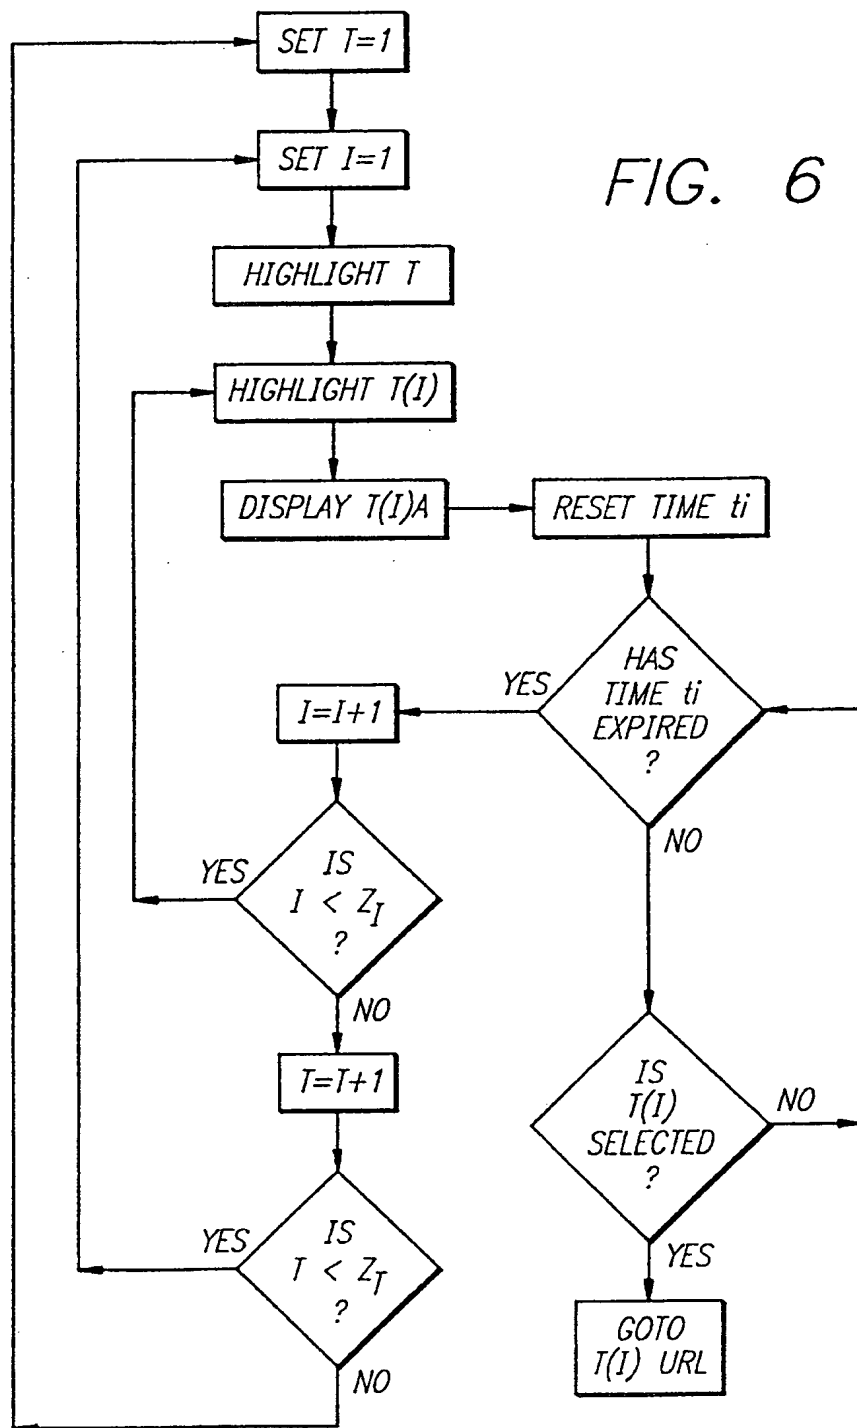 SET T=1
SET I=1
FIG. 6
HIGHLIGHT T
HIGHLIGHT T(I)
DISPLAY T(I)A
RESET TIME ti
HAS
TIME ti
EXPIRED
?
YES
NO
I=I+1
IS
I < Z_I
?
YES
NO
T=T+1
IS
T(I)
SELECTED
?
NO
YES
IS
T < Z_T
?
YES
NO
GOTO
T(I) URL